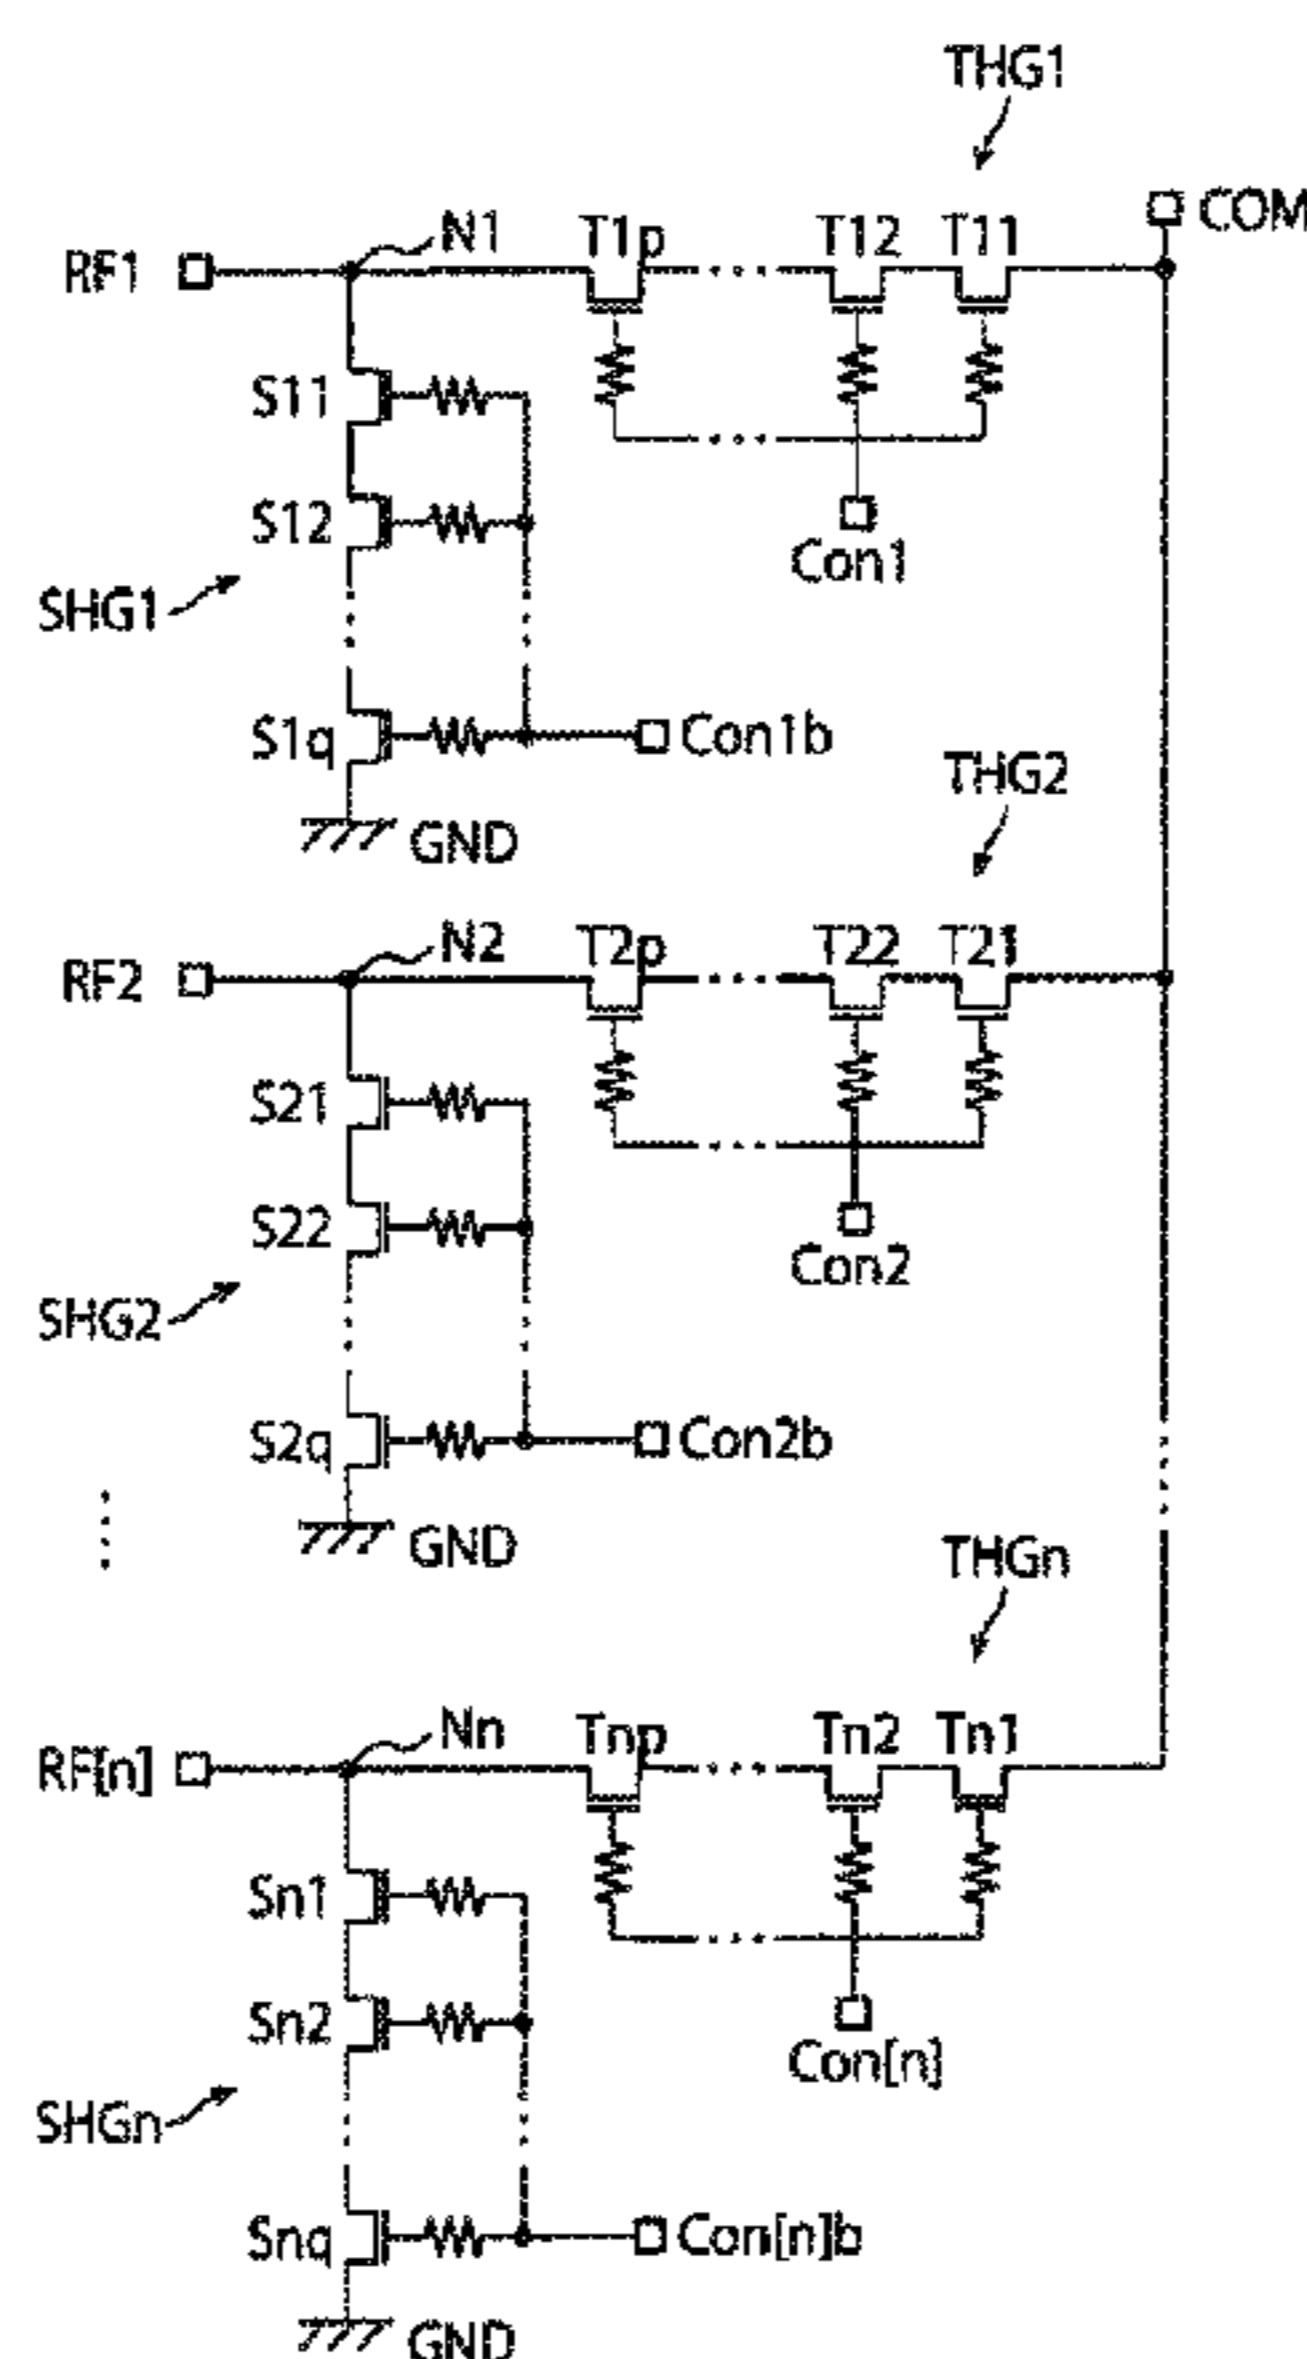 THG1
COM
RF1
N1
T1p
T12
T11
S11
S12
Con1
SHG1
S1q
Con1b
GND
THG2
RF2
N2
T2p
T22
T21
S21
S22
Con2
SHG2
S2q
Con2b
GND
THGn
RF[n]
Nn
Tnp
Tn2
Tn1
Sn1
Sn2
Con[n]
SHGn
Snq
Con[n]b
GND